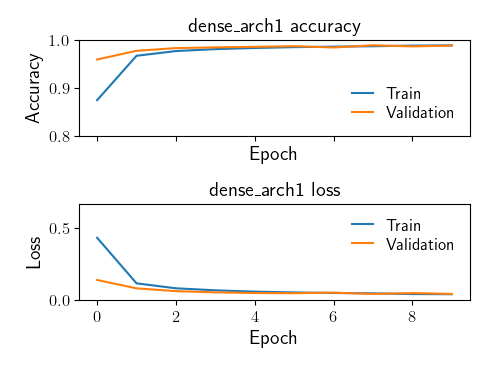 dense_arch1 accuracy
1.0
0.9
0.8
Accuracy
Train
Validation
Epoch
dense_arch1 loss
0.5
0.0
Loss
Train
Validation
0 2 4 6 8
Epoch